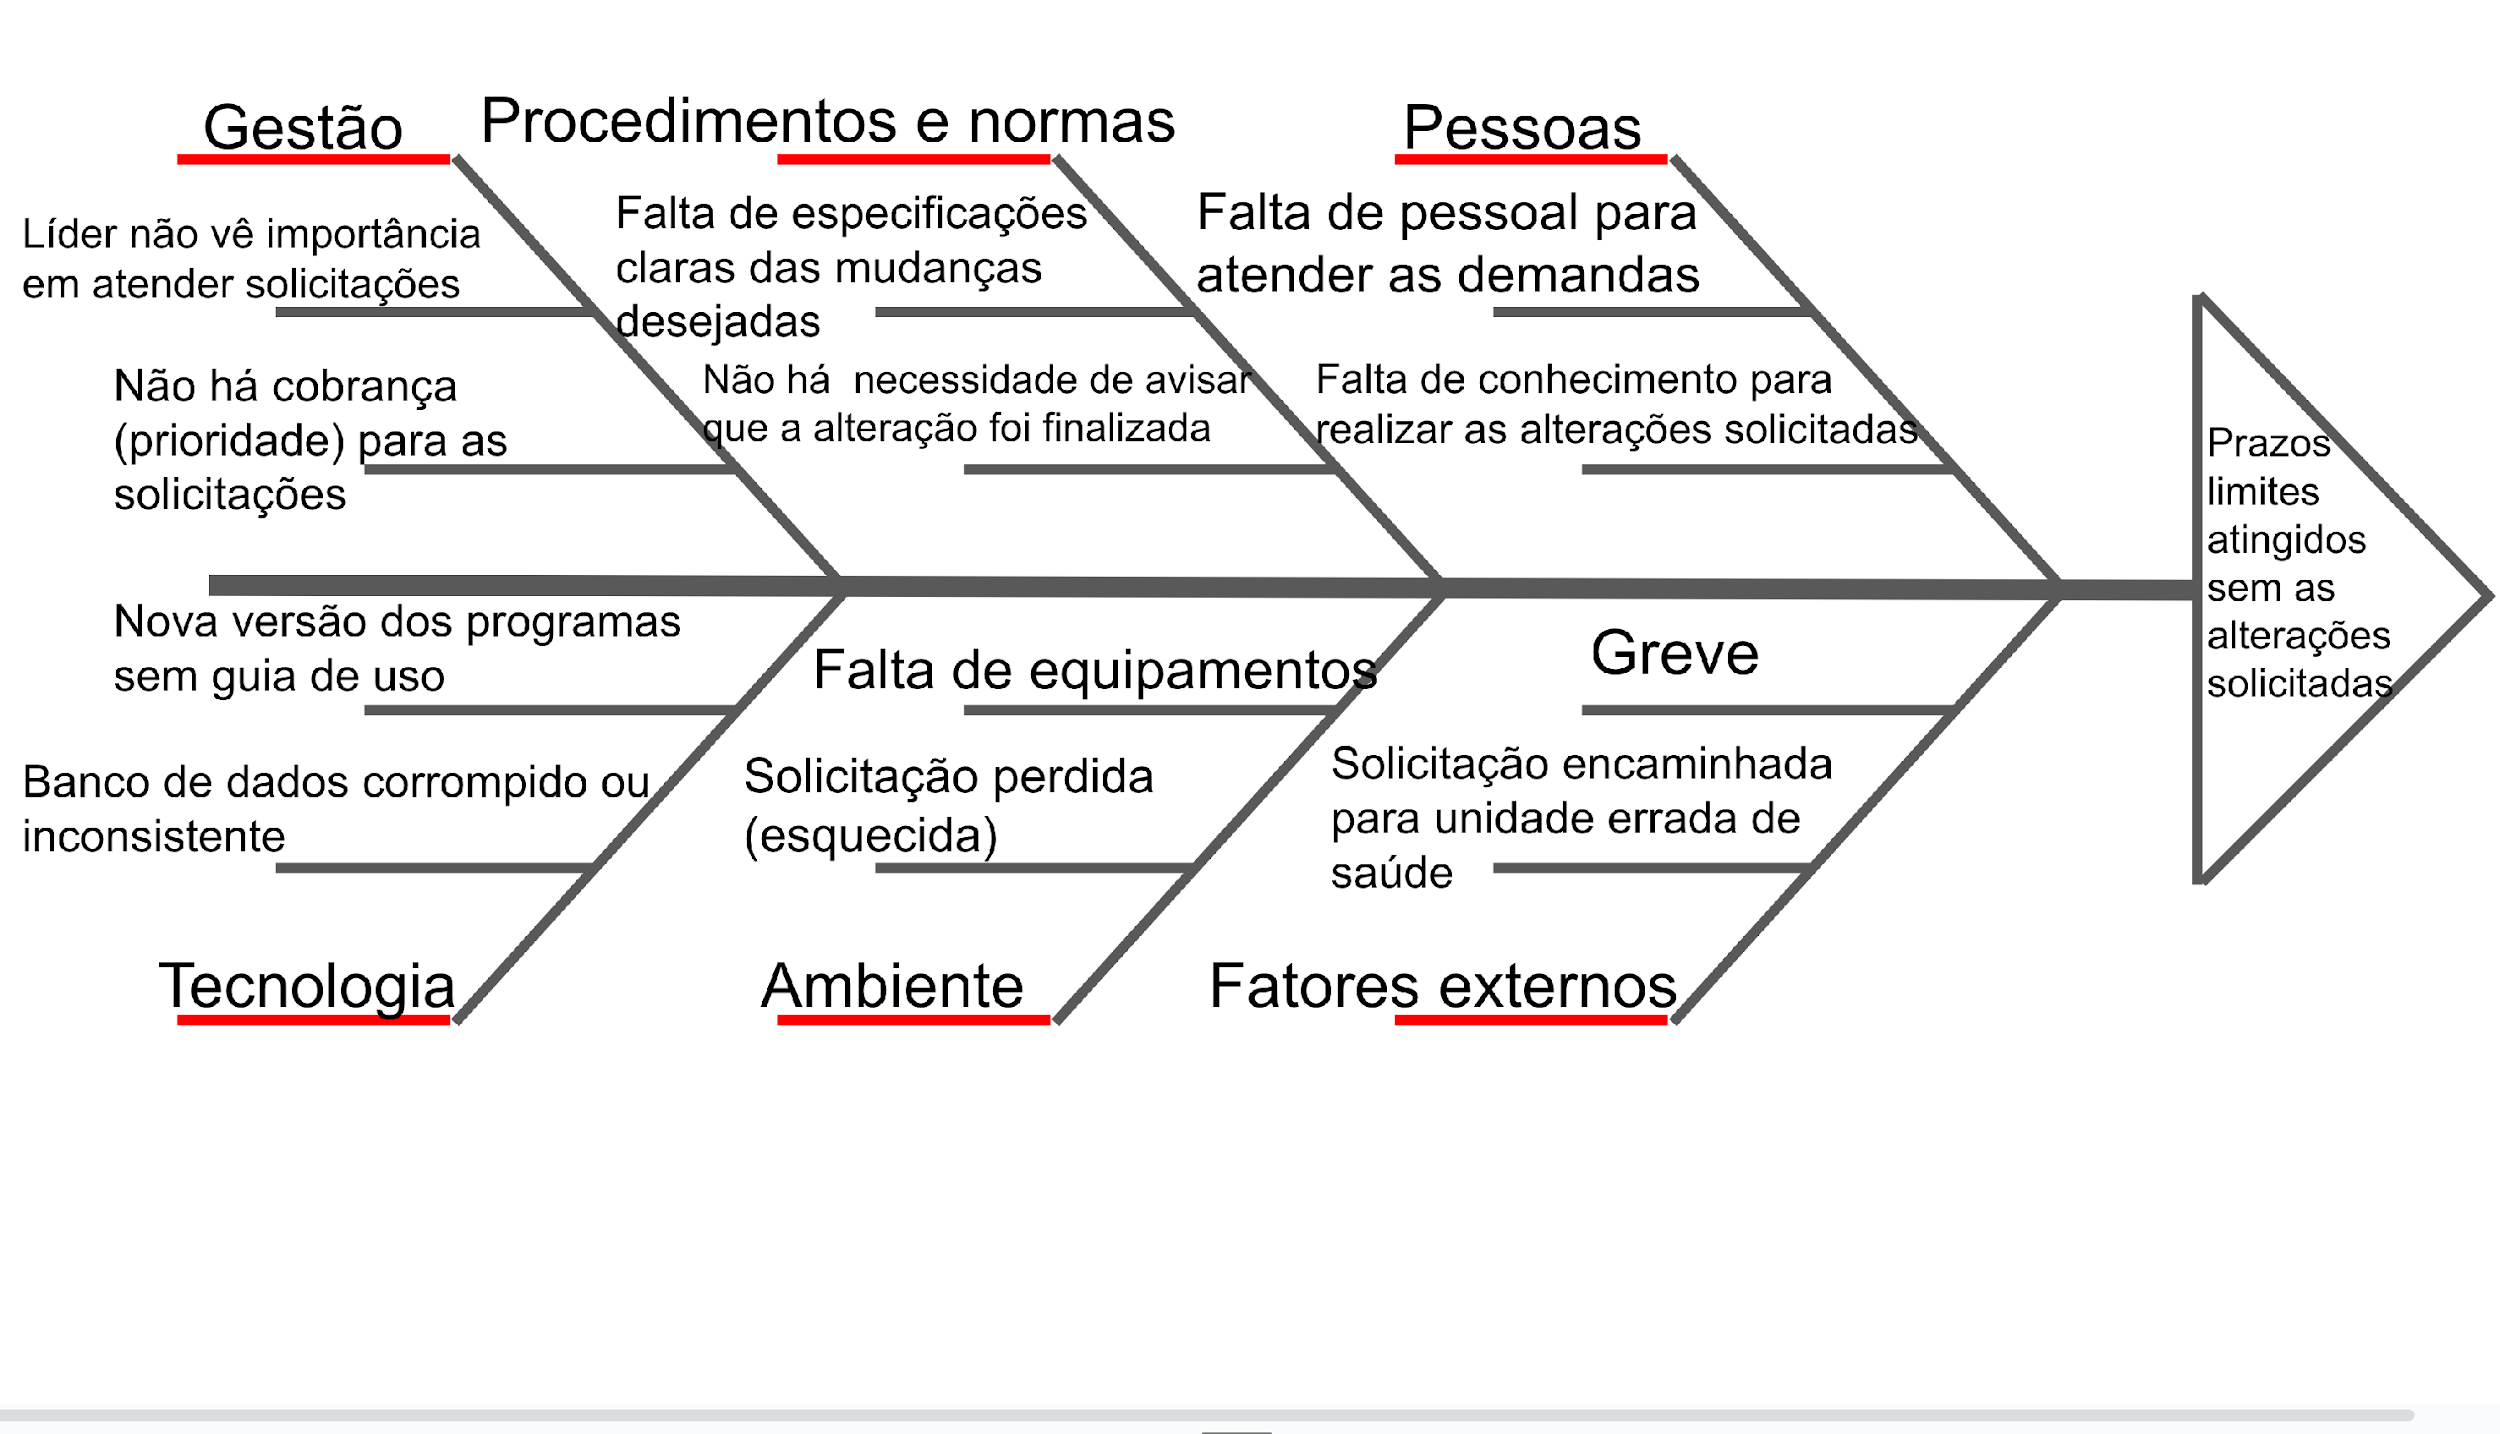 Gestão
Procedimentos e normas
Pessoas
Líder não vê importância
em atender solicitações
Falta de especificações
claras das mudanças
desejadas
Falta de pessoal para
atender as demandas
Não há cobrança
(prioridade) para as
solicitações
Não há  necessidade de avisar
que a alteração foi finalizada
Falta de conhecimento para
realizar as alterações solicitadas
Prazos
limites
atingidos
sem as
alterações
solicitadas
Nova versão dos programas
sem guia de uso
Falta de equipamentos
Greve
Banco de dados corrompido ou
inconsistente
Solicitação perdida
(esquecida)
Solicitação encaminhada
para unidade errada de
saúde
Tecnologia
Ambiente
Fatores externos